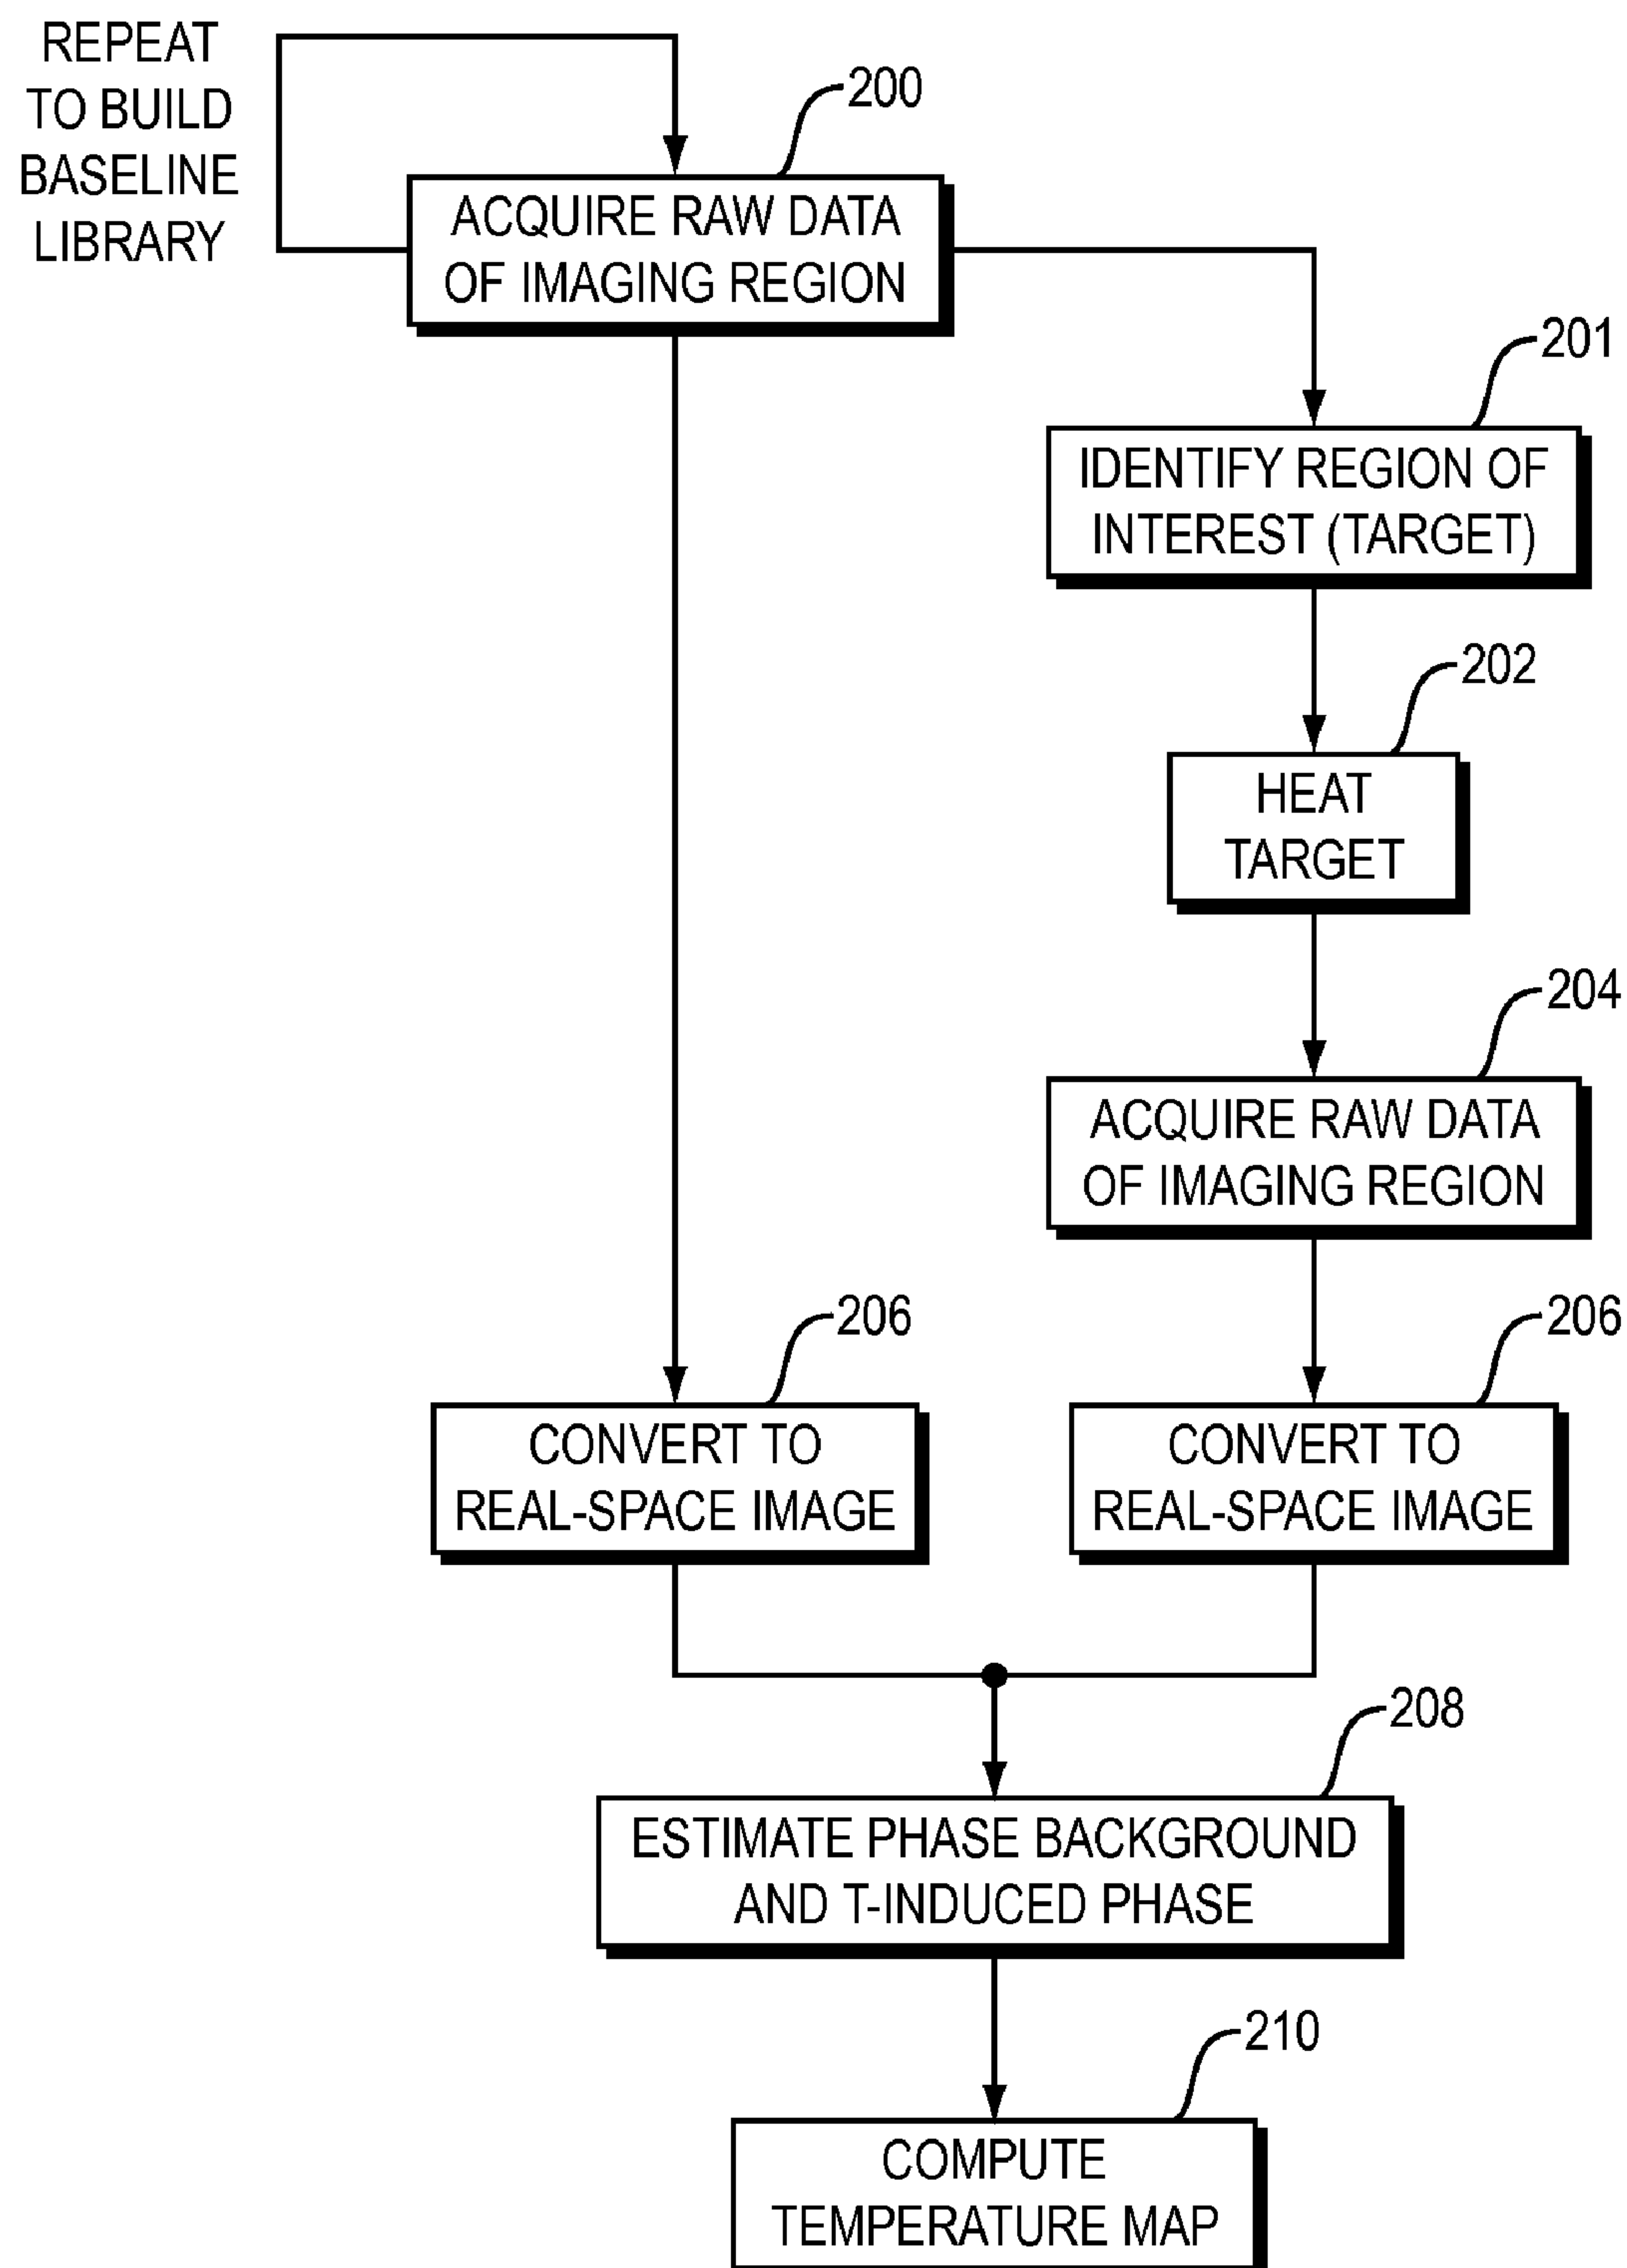 REPEAT
TO BUILD
BASELINE
LIBRARY
200
ACQUIRE RAW DATA
OF IMAGING REGION
201
IDENTIFY REGION OF
INTEREST (TARGET)
202
HEAT
TARGET
204
ACQUIRE RAW DATA
OF IMAGING REGION
206
CONVERT TO
REAL-SPACE IMAGE
206
CONVERT TO
REAL-SPACE IMAGE
208
ESTIMATE PHASE BACKGROUND
AND T-INDUCED PHASE
210
COMPUTE
TEMPERATURE MAP